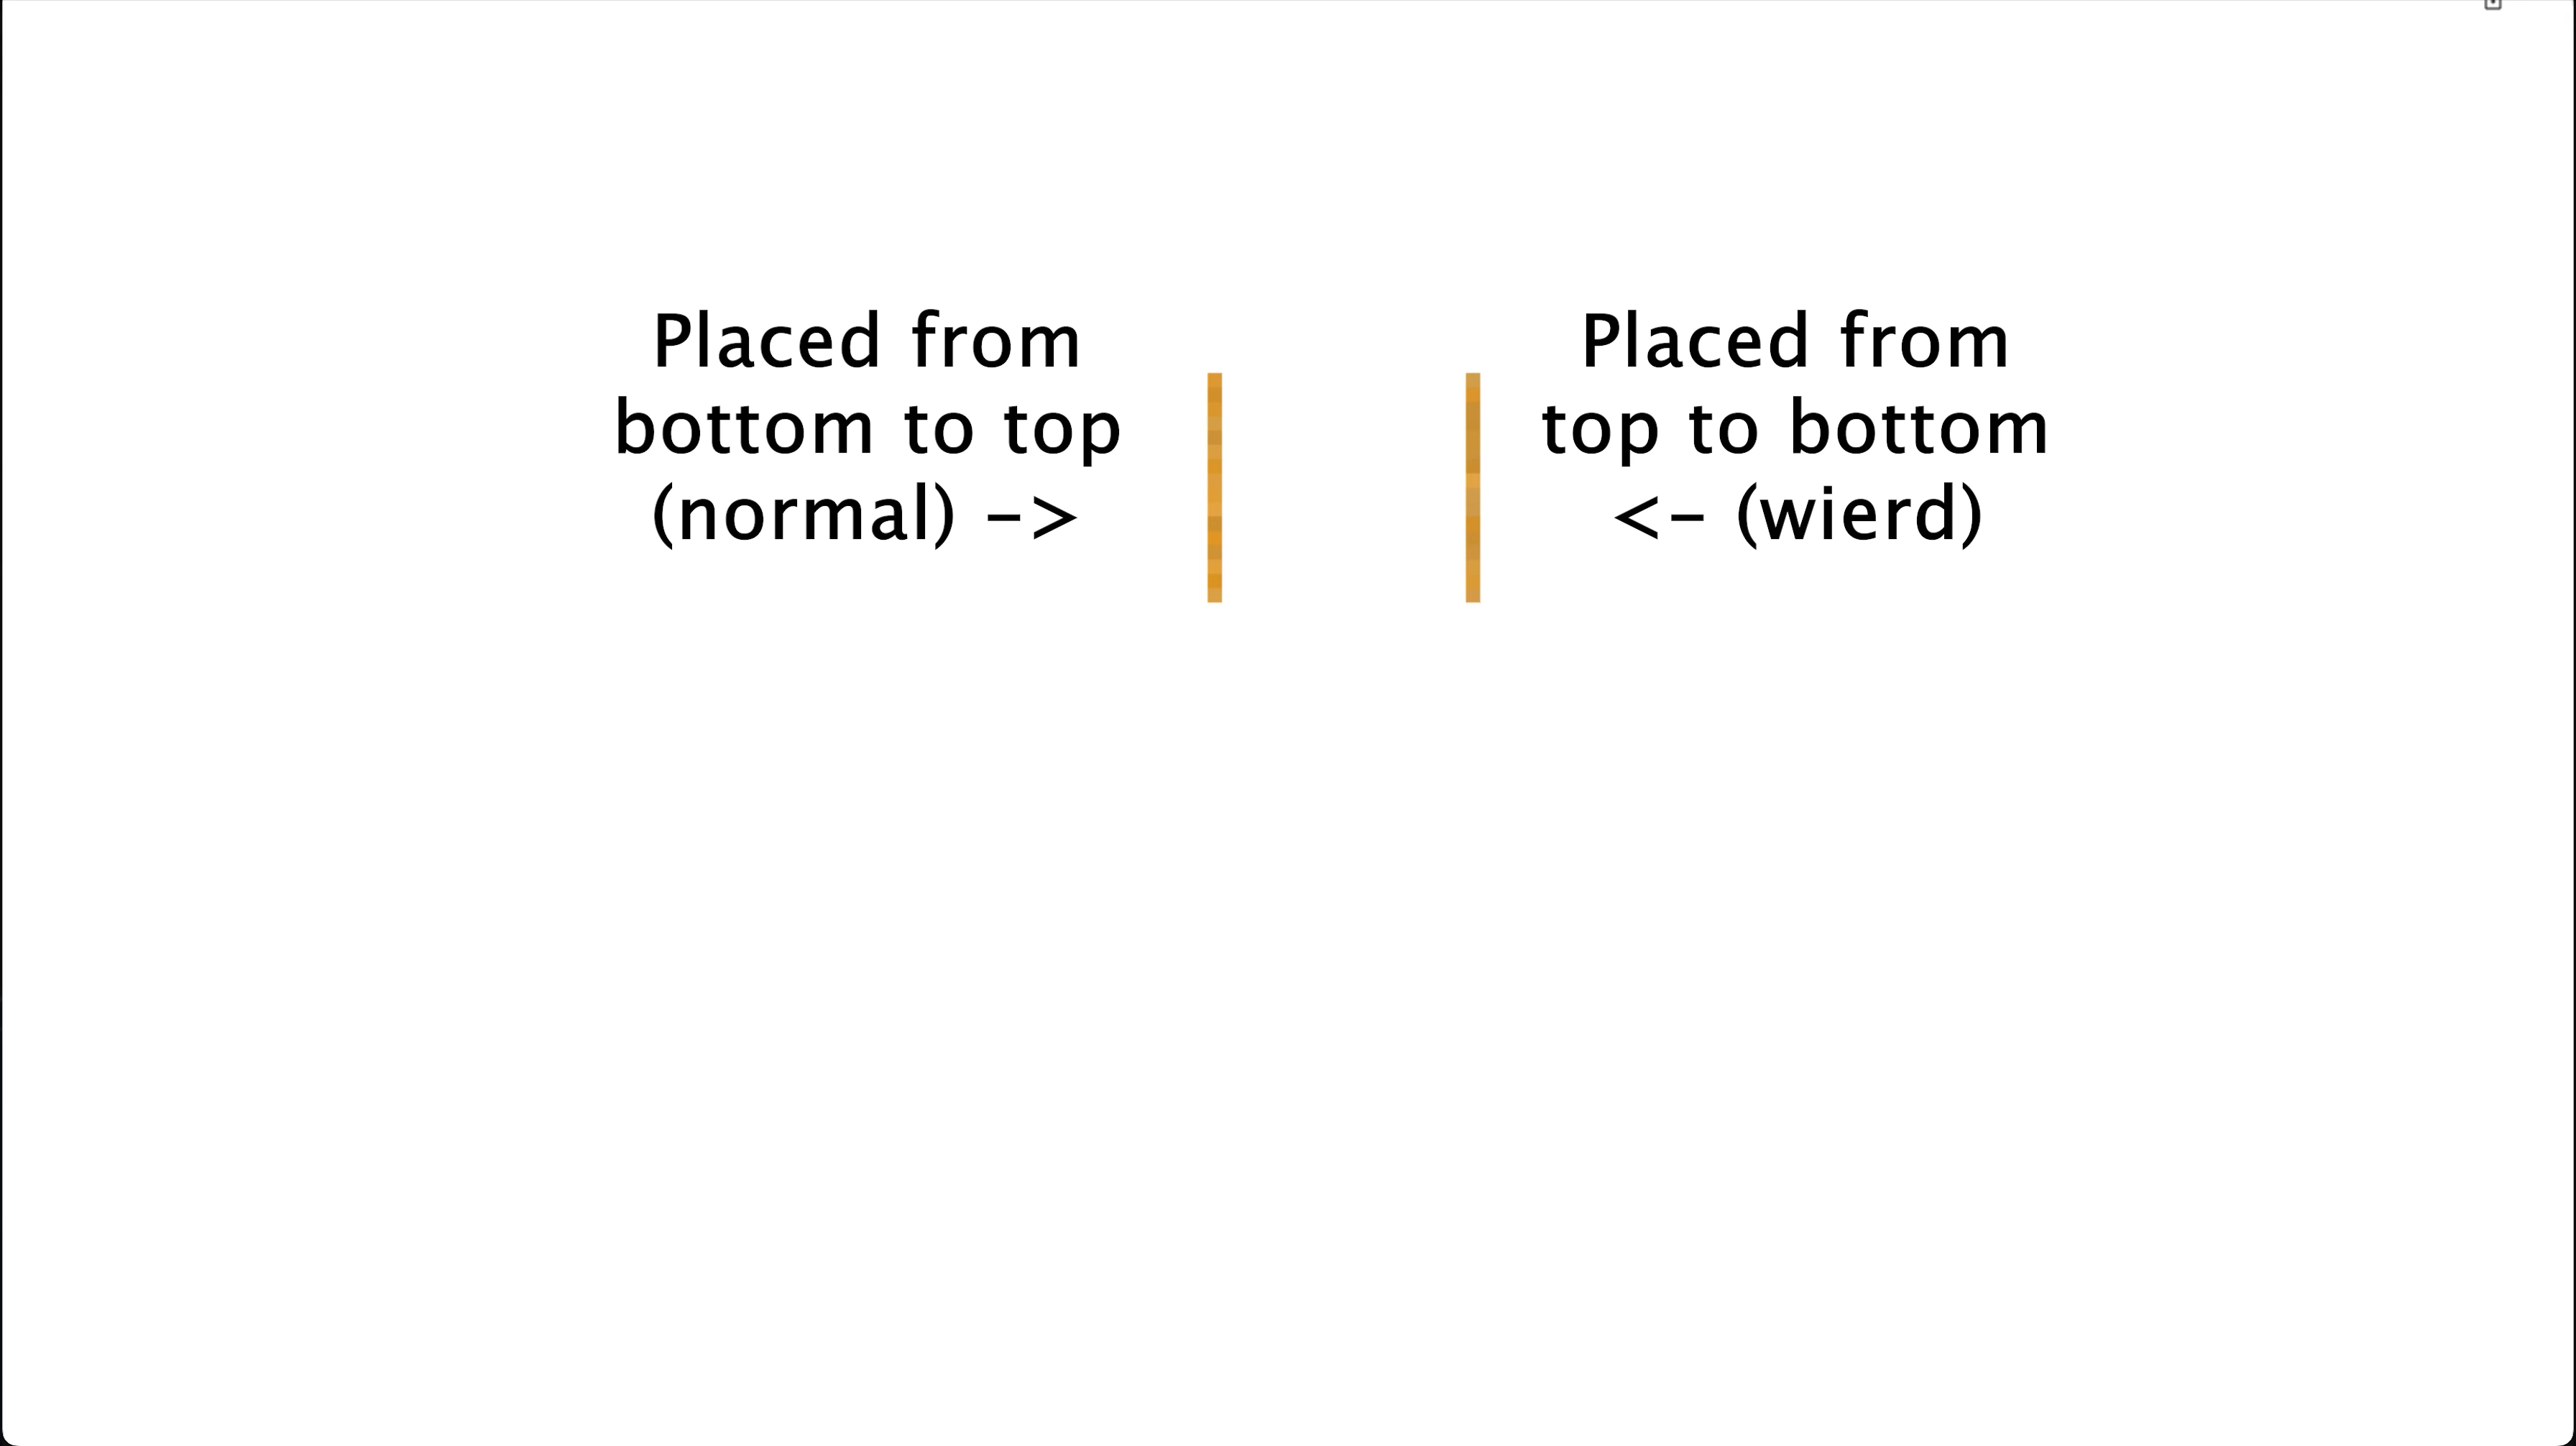 Placed from
bottom to top
(normal) ->
Placed from
top to bottom
<- (wierd)